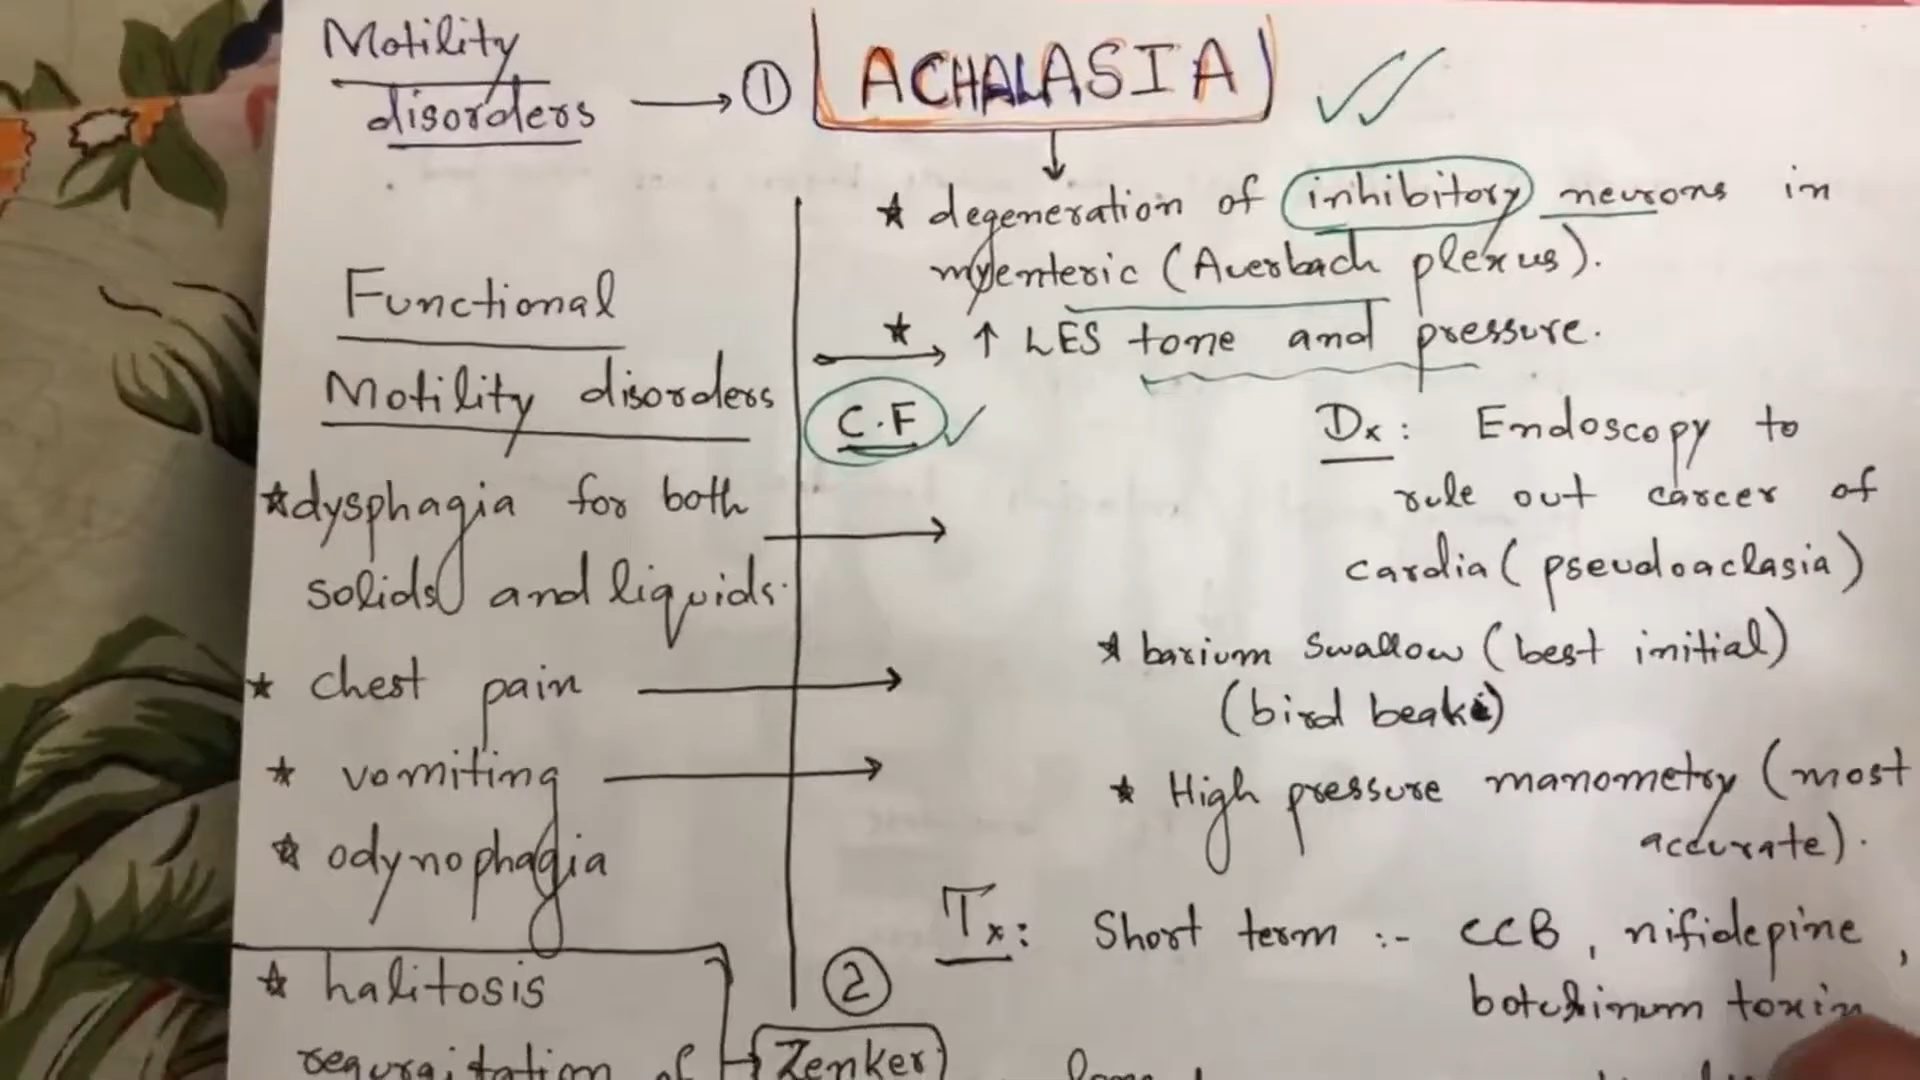 Motility
disorders → ① ACHALASIA
★ degeneration of inhibitory neurons in
myenteric (Auerbach plexus).
★ ↑ LES tone and pressure.
Functional
Motility disorders
C.F
★ dysphagia for both
solids and liquids.
★ chest pain
★ vomiting
★ odynophagia
★ halitosis
regurgitation of
Dx: Endoscopy to
rule out carcer of
cardia (pseudoaclasia)
★ barium swallow (best initial)
(bird beak)
★ High pressure manometry (most
accurate).
Tx: Short term :- CCB, nifidepine,
botulinum toxin
②
Zenker